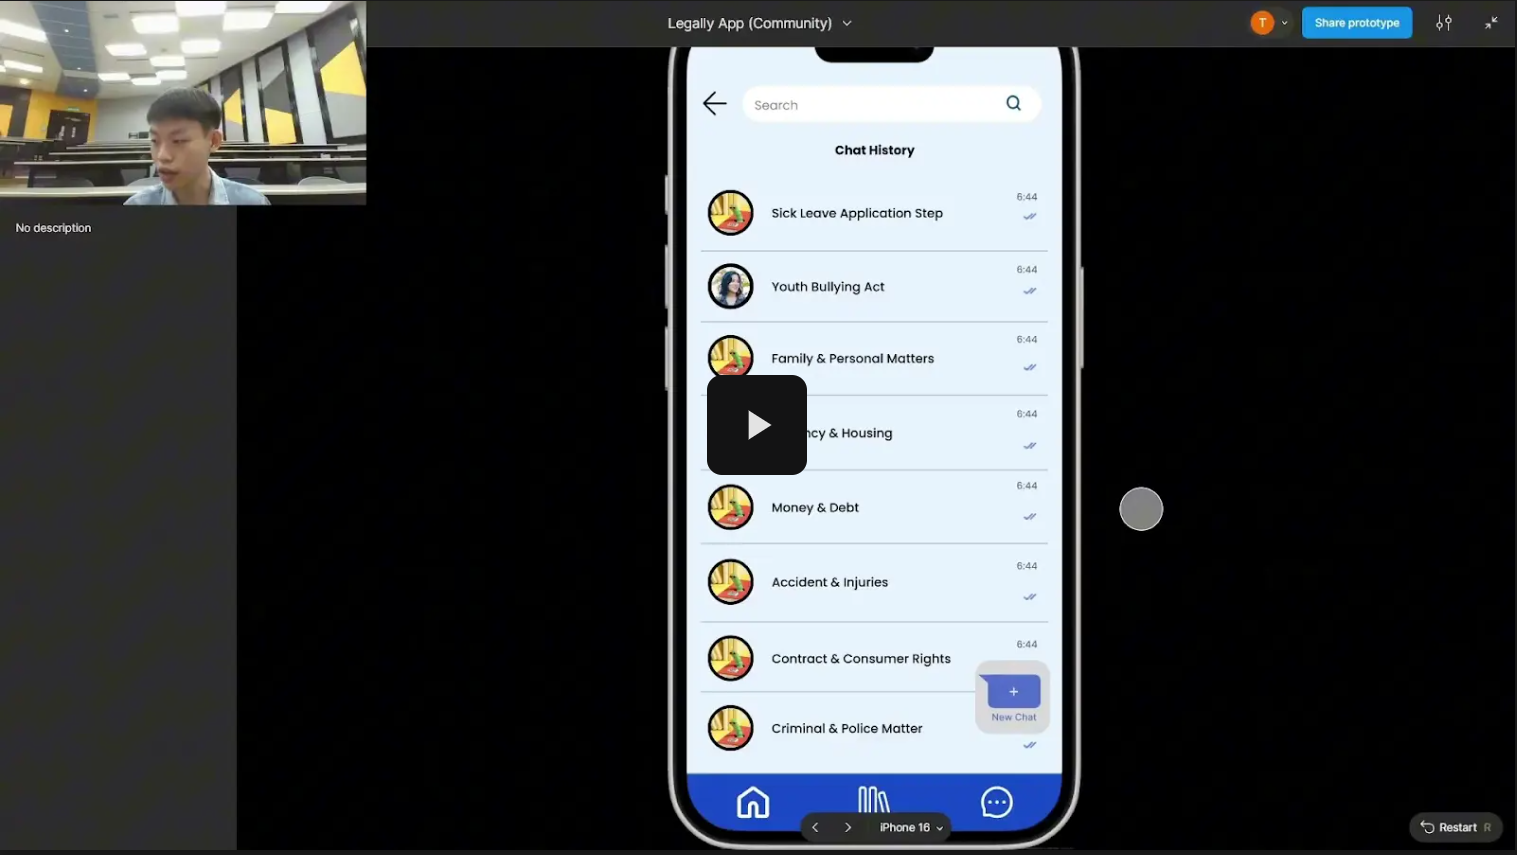 Legally App (Community)
T
Share prototype
No description
Search
Chat History
Sick Leave Application Step
6:44
Youth Bullying Act
6:44
Family & Personal Matters
6:44
ncy & Housing
6:44
Money & Debt
6:44
Accident & Injuries
6:44
Contract & Consumer Rights
6:44
New Chat
Criminal & Police Matter
iPhone 16
Restart R